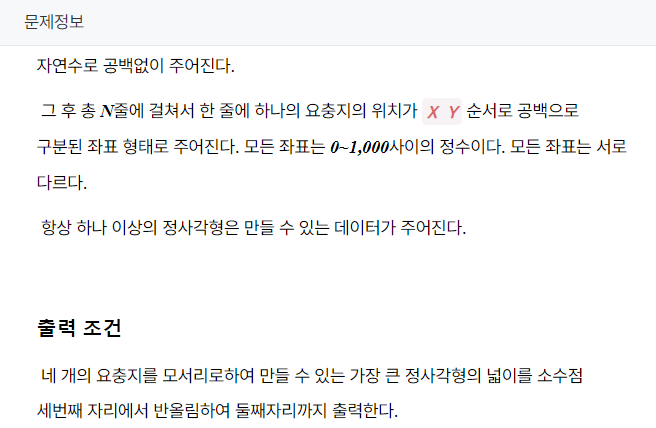 문제정보
자연수로 공백없이 주어진다.
그 후 총 N줄에 걸쳐서 한 줄에 하나의 요충지의 위치가 X Y 순서로 공백으로
구분된 좌표 형태로 주어진다. 모든 좌표는 0~1,000사이의 정수이다. 모든 좌표는 서로
다르다.
항상 하나 이상의 정사각형은 만들 수 있는 데이터가 주어진다.
출력 조건
네 개의 요충지를 모서리로하여 만들 수 있는 가장 큰 정사각형의 넓이를 소수점
세번째 자리에서 반올림하여 둘째자리까지 출력한다.